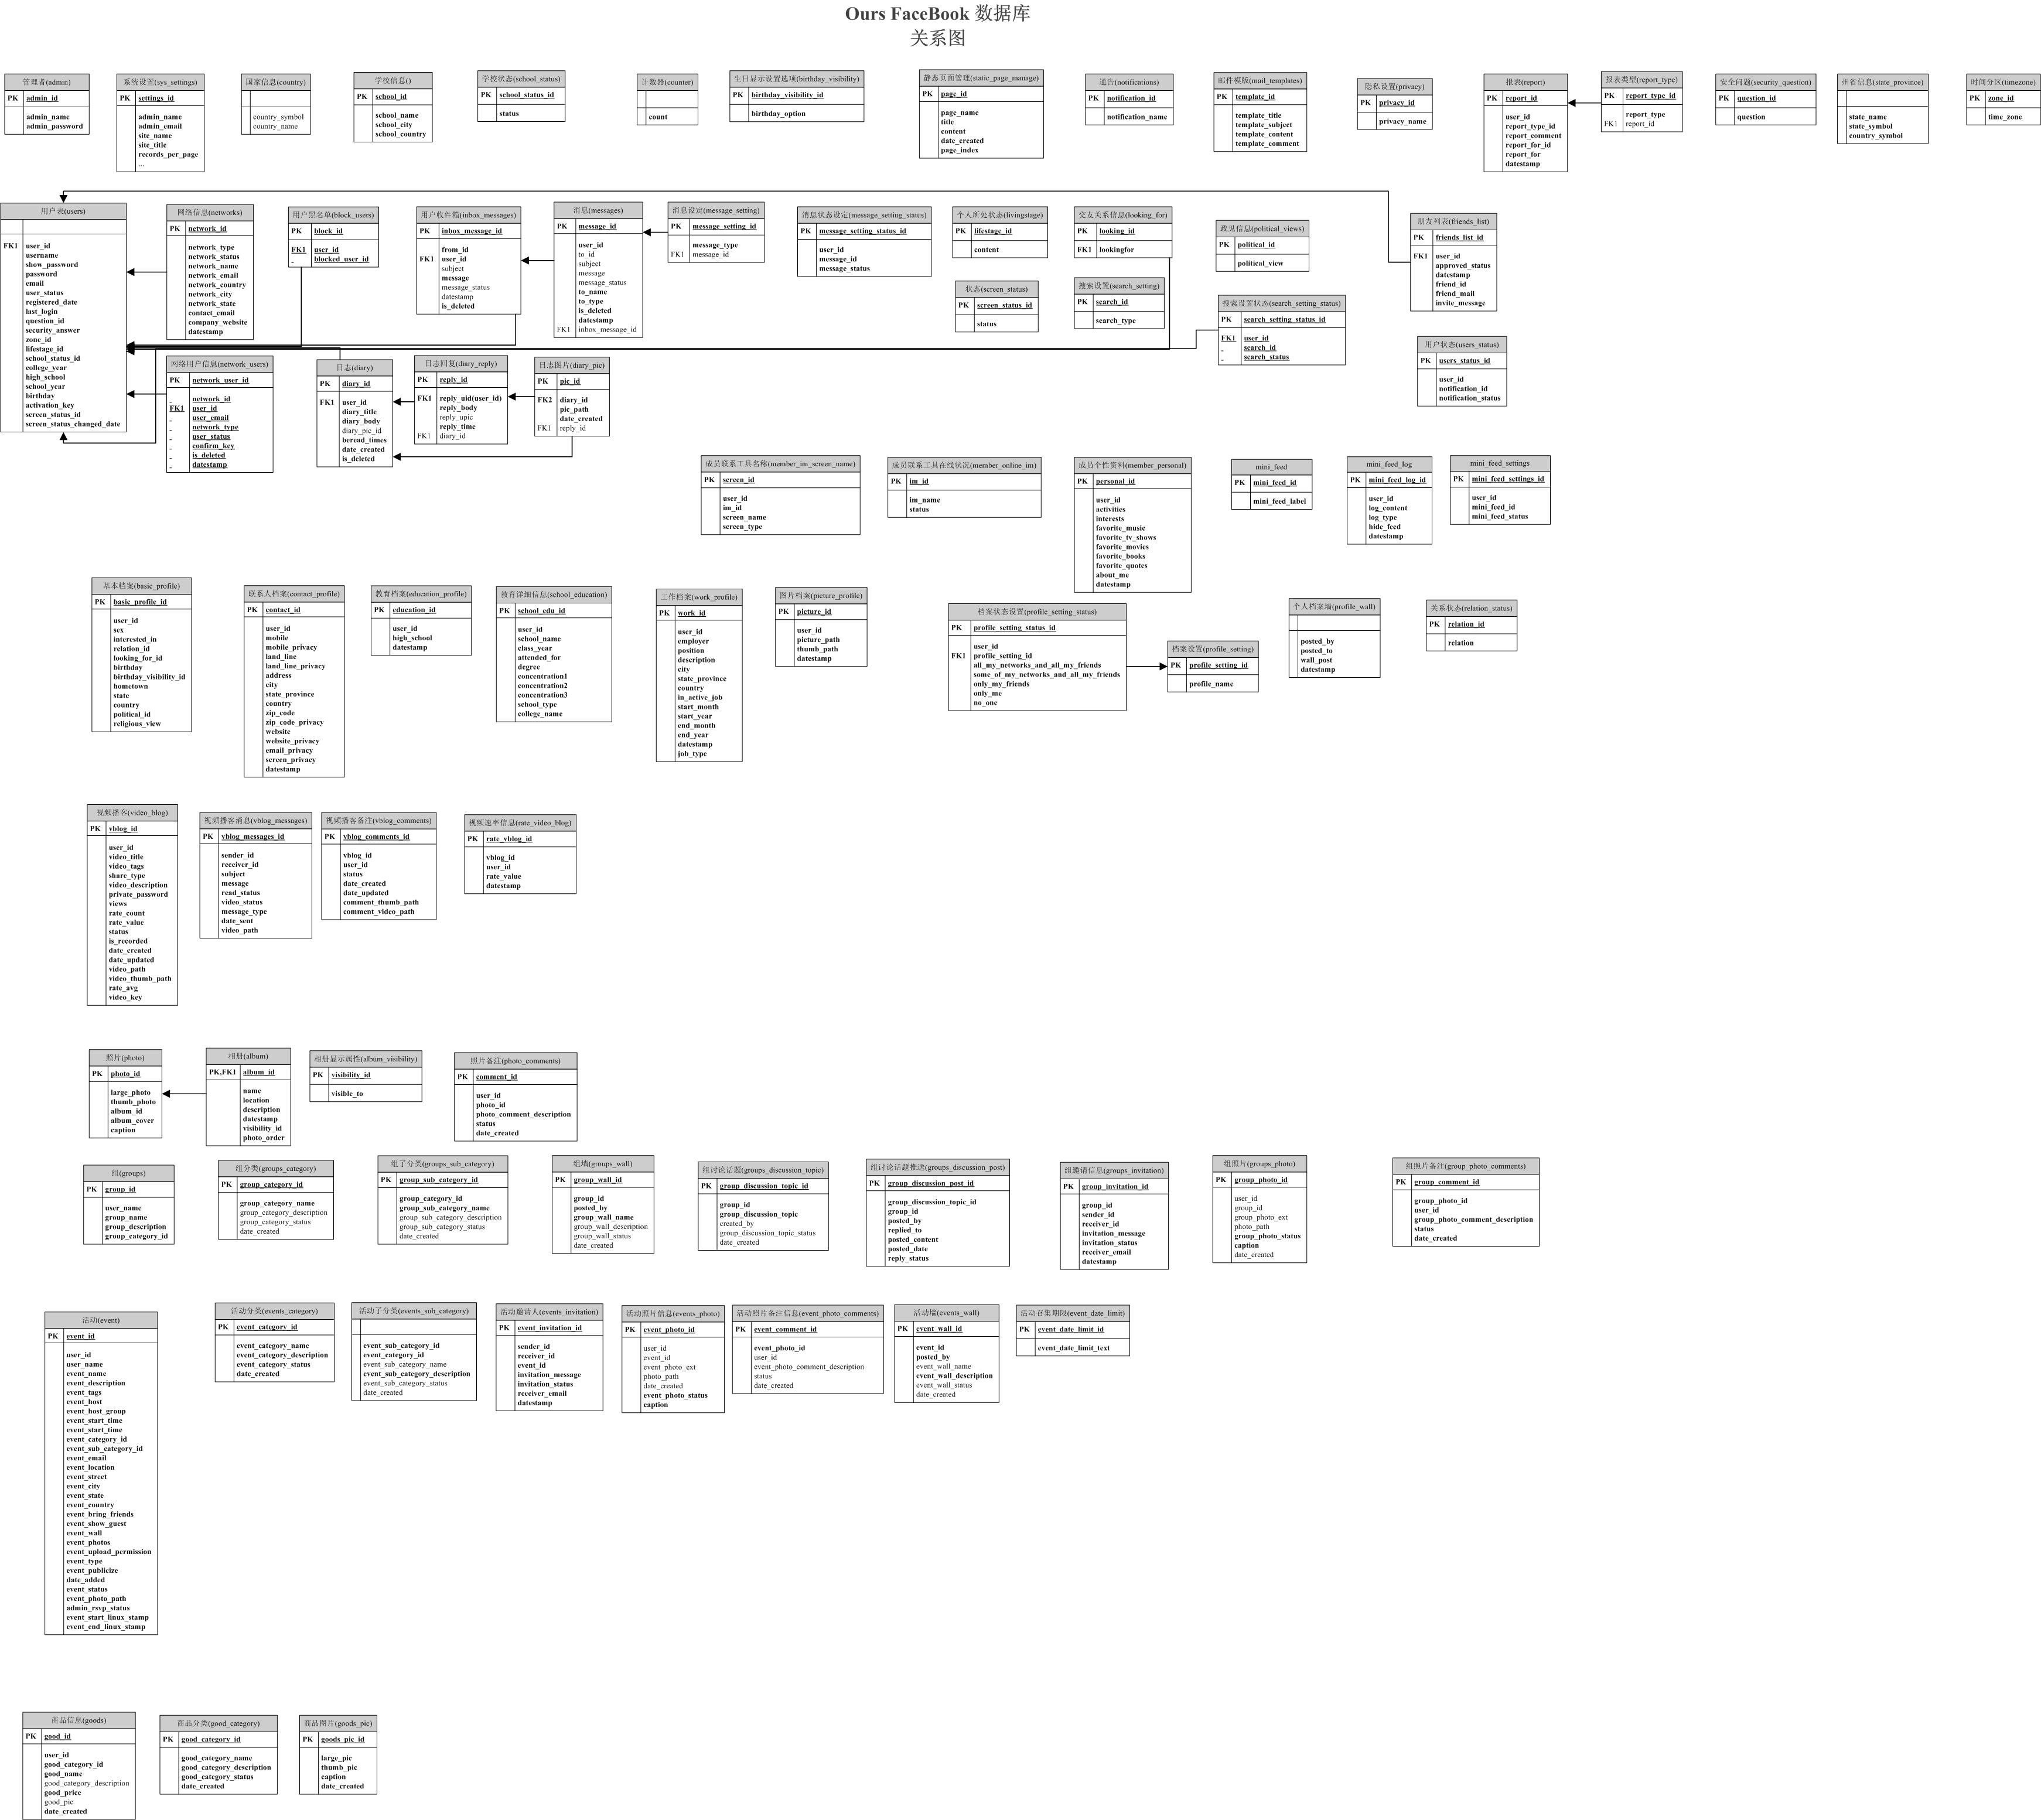 Ours FaceBook 数据库
关系图
管理者(admin)
PK admin_id
admin_name
admin_password
系统设置(sys_settings)
PK settings_id
admin_name
admin_email
site_name
site_title
records_per_page
...
国家信息(country)
country_symbol
country_name
学校信息()
PK school_id
school_name
school_city
school_country
学校状态(school_status)
PK school_status_id
status
计数器(counter)
count
生日显示设置选项(birthday_visibility)
PK birthday_visibility_id
birthday_option
静态页面管理(static_page_manage)
PK page_id
page_name
title
content
date_created
page_index
通告(notifications)
PK notification_id
notification_name
邮件模版(mail_templates)
PK template_id
template_title
template_subject
template_content
template_comment
隐私设置(privacy)
PK privacy_id
privacy_name
报表(report)
PK report_id
user_id
report_type_id
report_comment
report_for_id
report_for
datestamp
报表类型(report_type)
PK report_type_id
report_type
FK1 report_id
安全问题(security_question)
PK question_id
question
州省信息(state_province)
state_name
state_symbol
country_symbol
时间分区(timezone)
PK zone_id
time_zone
用户表(users)
FK1 user_id
username
show_password
password
email
user_status
registered_date
last_login
question_id
security_answer
zone_id
lifestage_id
school_status_id
college_year
high_school
school_year
birthday
activation_key
screen_status_id
screen_status_changed_date
网络信息(networks)
PK network_id
network_type
network_status
network_name
network_email
network_country
network_city
network_state
contact_email
company_website
datestamp
用户黑名单(block_users)
PK block_id
FK1 user_id
blocked_user_id
用户收件箱(inbox_messages)
PK inbox_message_id
from_id
FK1 user_id
subject
message
message_status
datestamp
is_deleted
消息(messages)
PK message_id
user_id
to_id
subject
message
message_status
to_name
to_type
is_deleted
datestamp
FK1 inbox_message_id
消息设定(message_setting)
PK message_setting_id
message_type
FK1 message_id
消息状态设定(message_setting_status)
PK message_setting_status_id
user_id
message_id
message_status
个人所处状态(livingstage)
PK lifestage_id
content
交友关系信息(looking_for)
PK looking_id
FK1 lookingfor
政见信息(political_views)
PK political_id
political_view
朋友列表(friends_list)
PK friends_list_id
FK1 user_id
approved_status
datestamp
friend_id
friend_mail
invite_message
状态(screen_status)
PK screen_status_id
status
搜索设置(search_setting)
PK search_id
search_type
搜索设置状态(search_setting_status)
PK search_setting_status_id
FK1 user_id
search_id
search_status
用户状态(users_status)
PK users_status_id
user_id
notification_id
notification_status
网络用户信息(network_users)
PK network_user_id
network_id
FK1 user_id
user_email
network_type
user_status
confirm_key
is_deleted
datestamp
日志(diary)
PK diary_id
FK1 user_id
diary_title
diary_body
diary_pic_id
beread_times
date_created
is_deleted
日志回复(diary_reply)
PK reply_id
FK1 reply_uid(user_id)
reply_body
reply_upic
reply_time
FK1 diary_id
日志图片(diary_pic)
PK pic_id
FK2 diary_id
pic_path
date_created
FK1 reply_id
成员联系工具名称(member_im_screen_name)
PK screen_id
user_id
im_id
screen_name
screen_type
成员联系工具在线状况(member_online_im)
PK im_id
im_name
status
成员个性资料(member_personal)
PK personal_id
user_id
activities
interests
favorite_music
favorite_tv_shows
favorite_movies
favorite_books
favorite_quotes
about_me
datestamp
mini_feed
PK mini_feed_id
mini_feed_label
mini_feed_log
PK mini_feed_log_id
user_id
log_content
log_type
hide_feed
datestamp
mini_feed_settings
PK mini_feed_settings_id
user_id
mini_feed_id
mini_feed_status
基本档案(basic_profile)
PK basic_profile_id
user_id
sex
interested_in
relation_id
looking_for_id
birthday
birthday_visibility_id
hometown
state
country
political_id
religious_view
联系人档案(contact_profile)
PK contact_id
user_id
mobile
mobile_privacy
land_line
land_line_privacy
address
city
state_province
country
zip_code
zip_code_privacy
website
website_privacy
email_privacy
screen_privacy
datestamp
教育档案(education_profile)
PK education_id
user_id
high_school
datestamp
教育详细信息(school_education)
PK school_edu_id
user_id
school_name
class_year
attended_for
degree
concentration1
concentration2
concentration3
school_type
college_name
工作档案(work_profile)
PK work_id
user_id
employer
position
description
city
state_province
country
in_active_job
start_month
start_year
end_month
end_year
datestamp
job_type
图片档案(picture_profile)
PK picture_id
user_id
picture_path
thumb_path
datestamp
档案状态设置(profile_setting_status)
PK profile_setting_status_id
user_id
FK1 profile_setting_id
all_my_networks_and_all_my_friends
some_of_my_networks_and_all_my_friends
only_my_friends
only_me
no_one
档案设置(profile_setting)
PK profile_setting_id
profile_name
个人档案墙(profile_wall)
posted_by
posted_to
wall_post
datestamp
关系状态(relation_status)
PK relation_id
relation
视频播客(video_blog)
PK vblog_id
user_id
video_title
video_tags
share_type
video_description
private_password
views
rate_count
rate_value
status
is_recorded
date_created
date_updated
video_path
video_thumb_path
rate_avg
video_key
视频播客消息(vblog_messages)
PK vblog_messages_id
sender_id
receiver_id
subject
message
read_status
video_status
message_type
date_sent
video_path
视频播客备注(vblog_comments)
PK vblog_comments_id
vblog_id
user_id
status
date_created
date_updated
comment_thumb_path
comment_video_path
视频速率信息(rate_video_blog)
PK rate_vblog_id
vblog_id
user_id
rate_value
datestamp
照片(photo)
PK photo_id
large_photo
thumb_photo
album_id
album_cover
caption
相册(album)
PK,FK1 album_id
name
location
description
datestamp
visibility_id
photo_order
相册显示属性(album_visibility)
PK visibility_id
visible_to
照片备注(photo_comments)
PK comment_id
user_id
photo_id
photo_comment_description
status
date_created
组(groups)
PK group_id
user_name
group_name
group_description
group_category_id
组分类(groups_category)
PK group_category_id
group_category_name
group_category_description
group_category_status
date_created
组子分类(groups_sub_category)
PK group_sub_category_id
group_category_id
group_sub_category_name
group_sub_category_description
group_sub_category_status
date_created
组墙(groups_wall)
PK group_wall_id
group_id
posted_by
group_wall_name
group_wall_description
group_wall_status
date_created
组讨论话题(groups_discussion_topic)
PK group_discussion_topic_id
group_id
group_discussion_topic
created_by
group_discussion_topic_status
date_created
组讨论话题推送(groups_discussion_post)
PK group_discussion_post_id
group_discussion_topic_id
group_id
posted_by
replied_to
posted_content
posted_date
reply_status
组邀请信息(groups_invitation)
PK group_invitation_id
group_id
sender_id
receiver_id
invitation_message
invitation_status
receiver_email
datestamp
组照片(groups_photo)
PK group_photo_id
user_id
group_id
group_photo_ext
photo_path
group_photo_status
caption
date_created
组照片备注(group_photo_comments)
PK group_comment_id
group_photo_id
user_id
group_photo_comment_description
status
date_created
活动(event)
PK event_id
user_id
user_name
event_name
event_description
event_tags
event_host
event_host_group
event_start_time
event_start_time
event_category_id
event_sub_category_id
event_email
event_location
event_street
event_city
event_state
event_country
event_bring_friends
event_show_guest
event_wall
event_photos
event_upload_permission
event_type
event_publicize
date_added
event_status
event_photo_path
admin_rsvp_status
event_start_linux_stamp
event_end_linux_stamp
活动分类(events_category)
PK event_category_id
event_category_name
event_category_description
event_category_status
date_created
活动子分类(events_sub_category)
event_sub_category_id
event_category_id
event_sub_category_name
event_sub_category_description
event_sub_category_status
date_created
活动邀请人(events_invitation)
PK event_invitation_id
sender_id
receiver_id
event_id
invitation_message
invitation_status
receiver_email
datestamp
活动照片信息(events_photo)
PK event_photo_id
user_id
event_id
event_photo_ext
photo_path
date_created
event_photo_status
caption
活动照片备注信息(event_photo_comments)
PK event_comment_id
event_photo_id
user_id
event_photo_comment_description
status
date_created
活动墙(events_wall)
PK event_wall_id
event_id
posted_by
event_wall_name
event_wall_description
event_wall_status
date_created
活动召集期限(event_date_limit)
PK event_date_limit_id
event_date_limit_text
商品信息(goods)
PK good_id
user_id
good_category_id
good_name
good_category_description
good_price
good_pic
date_created
商品分类(good_category)
PK good_category_id
good_category_name
good_category_description
good_category_status
date_created
商品图片(goods_pic)
PK goods_pic_id
large_pic
thumb_pic
caption
date_created